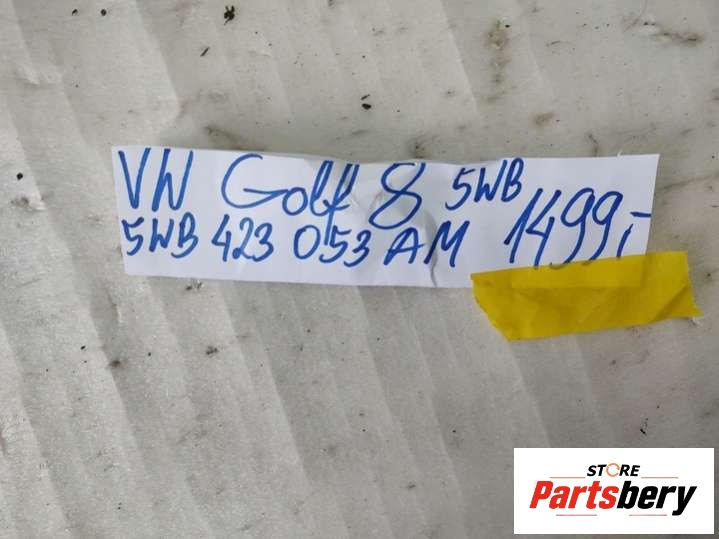 VW Golf 8 5WB
5WB 423 053 AM 1499,-
STORE
Partsbery